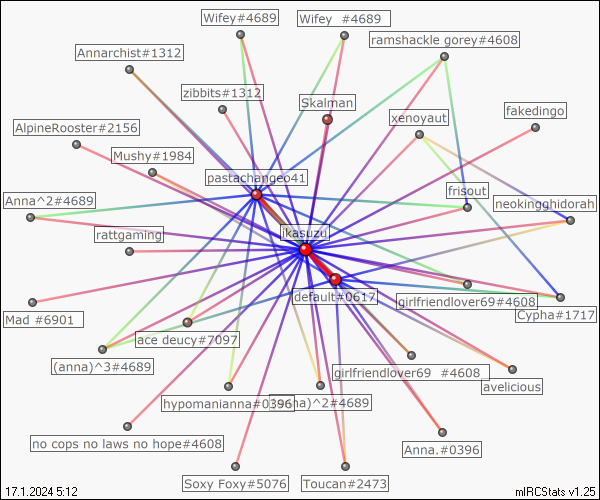 Wifey#4689
Wifey  #4689
ramshackle gorey#4608
Annarchist#1312
zibbits#1312
Skalman
xenoyaut
fakedingo
AlpineRooster#2156
Mushy#1984
pastachangeo41
frisout
Anna^2#4689
neokingghidorah
rattgaming
ikasuzu
default#0617
girlfriendlover69#4608
Cypha#1717
Mad #6901
ace deucy#7097
(anna)^3#4689
girlfriendlover69  #4608
avelicious
hypomanianna#0396
na)^2#4689
no cops no laws no hope#4608
Anna.#0396
Soxy Foxy#5076
Toucan#2473
17.1.2024 5:12
mIRCStats v1.25